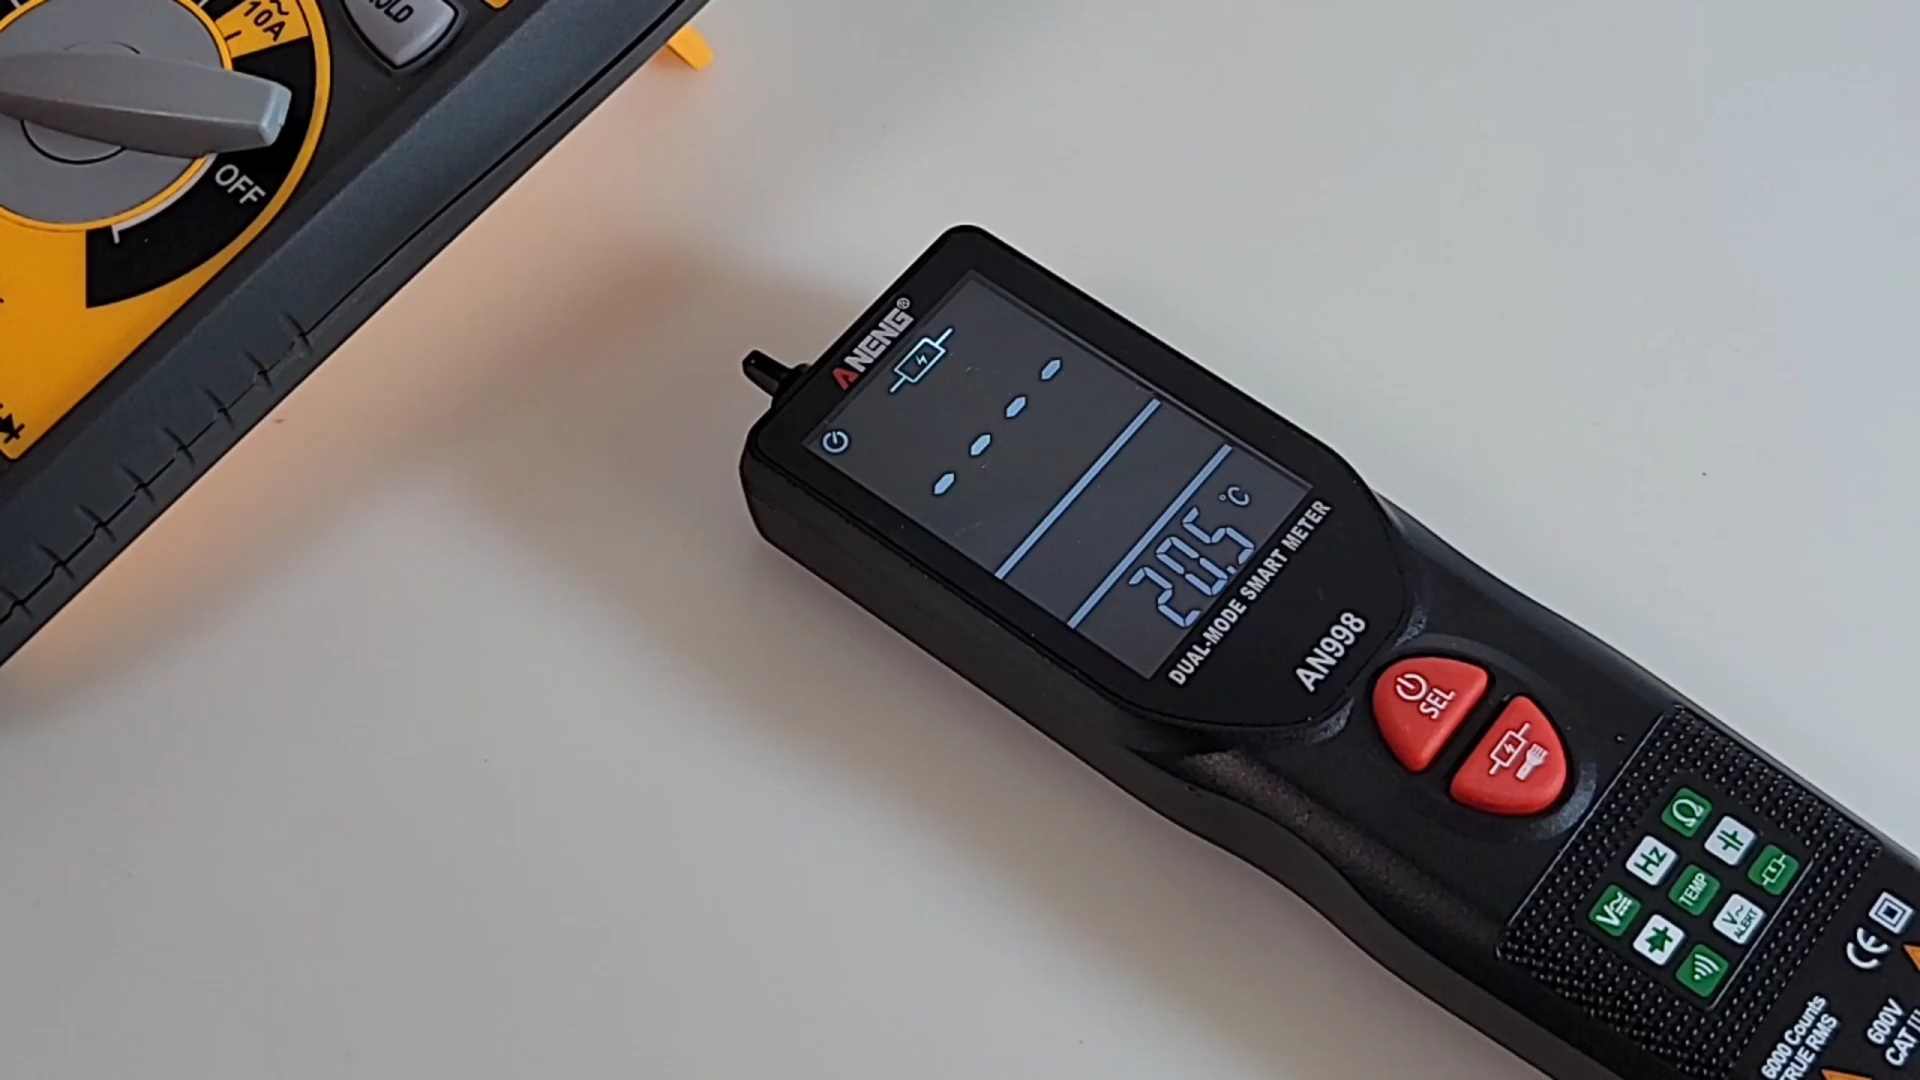 10A
OFF
ANENG®
20.5 °C
DUAL-MODE SMART METER
AN998
SEL
Ω
Hz
V
TEMP
V
ALERT
CE
6000 Counts
TRUE RMS
600V
CAT